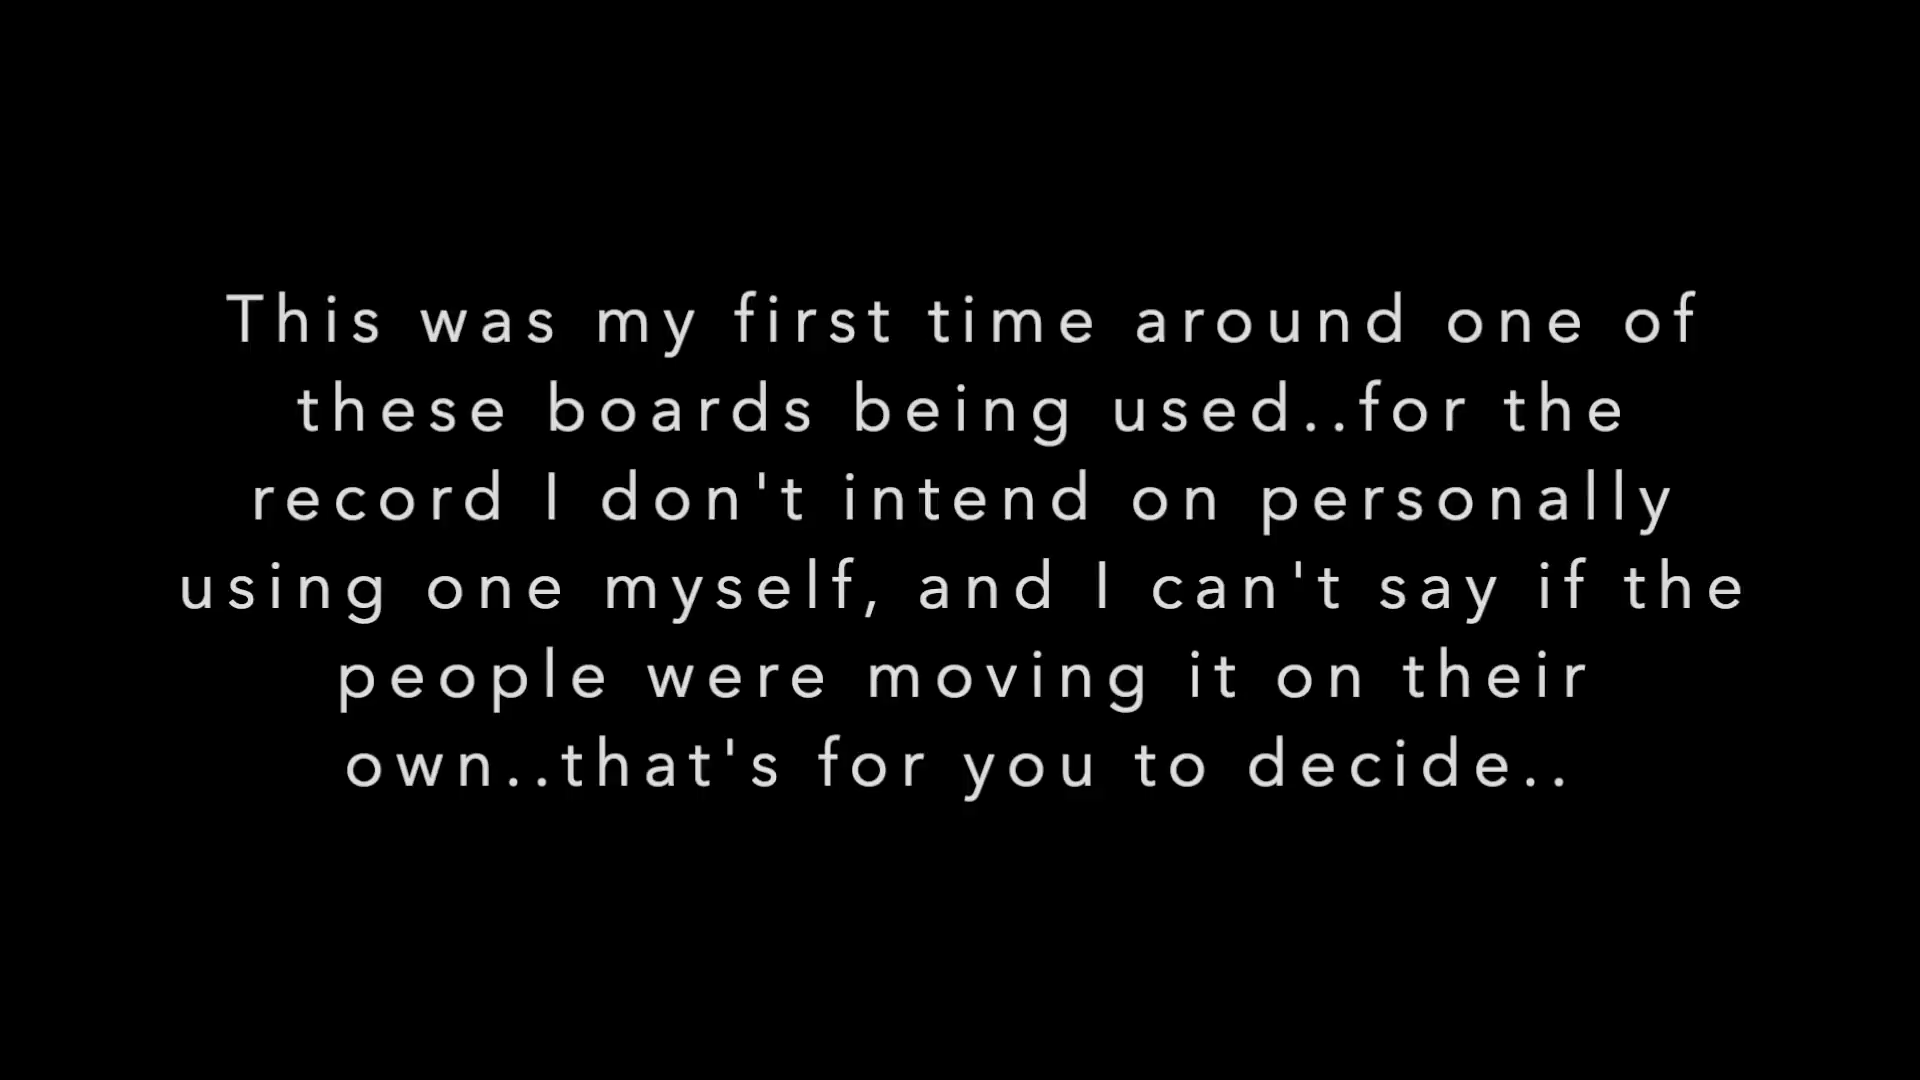 This was my first time around one of
these boards being used..for the
record I don't intend on personally
using one myself, and I can't say if the
people were moving it on their
own..that's for you to decide..